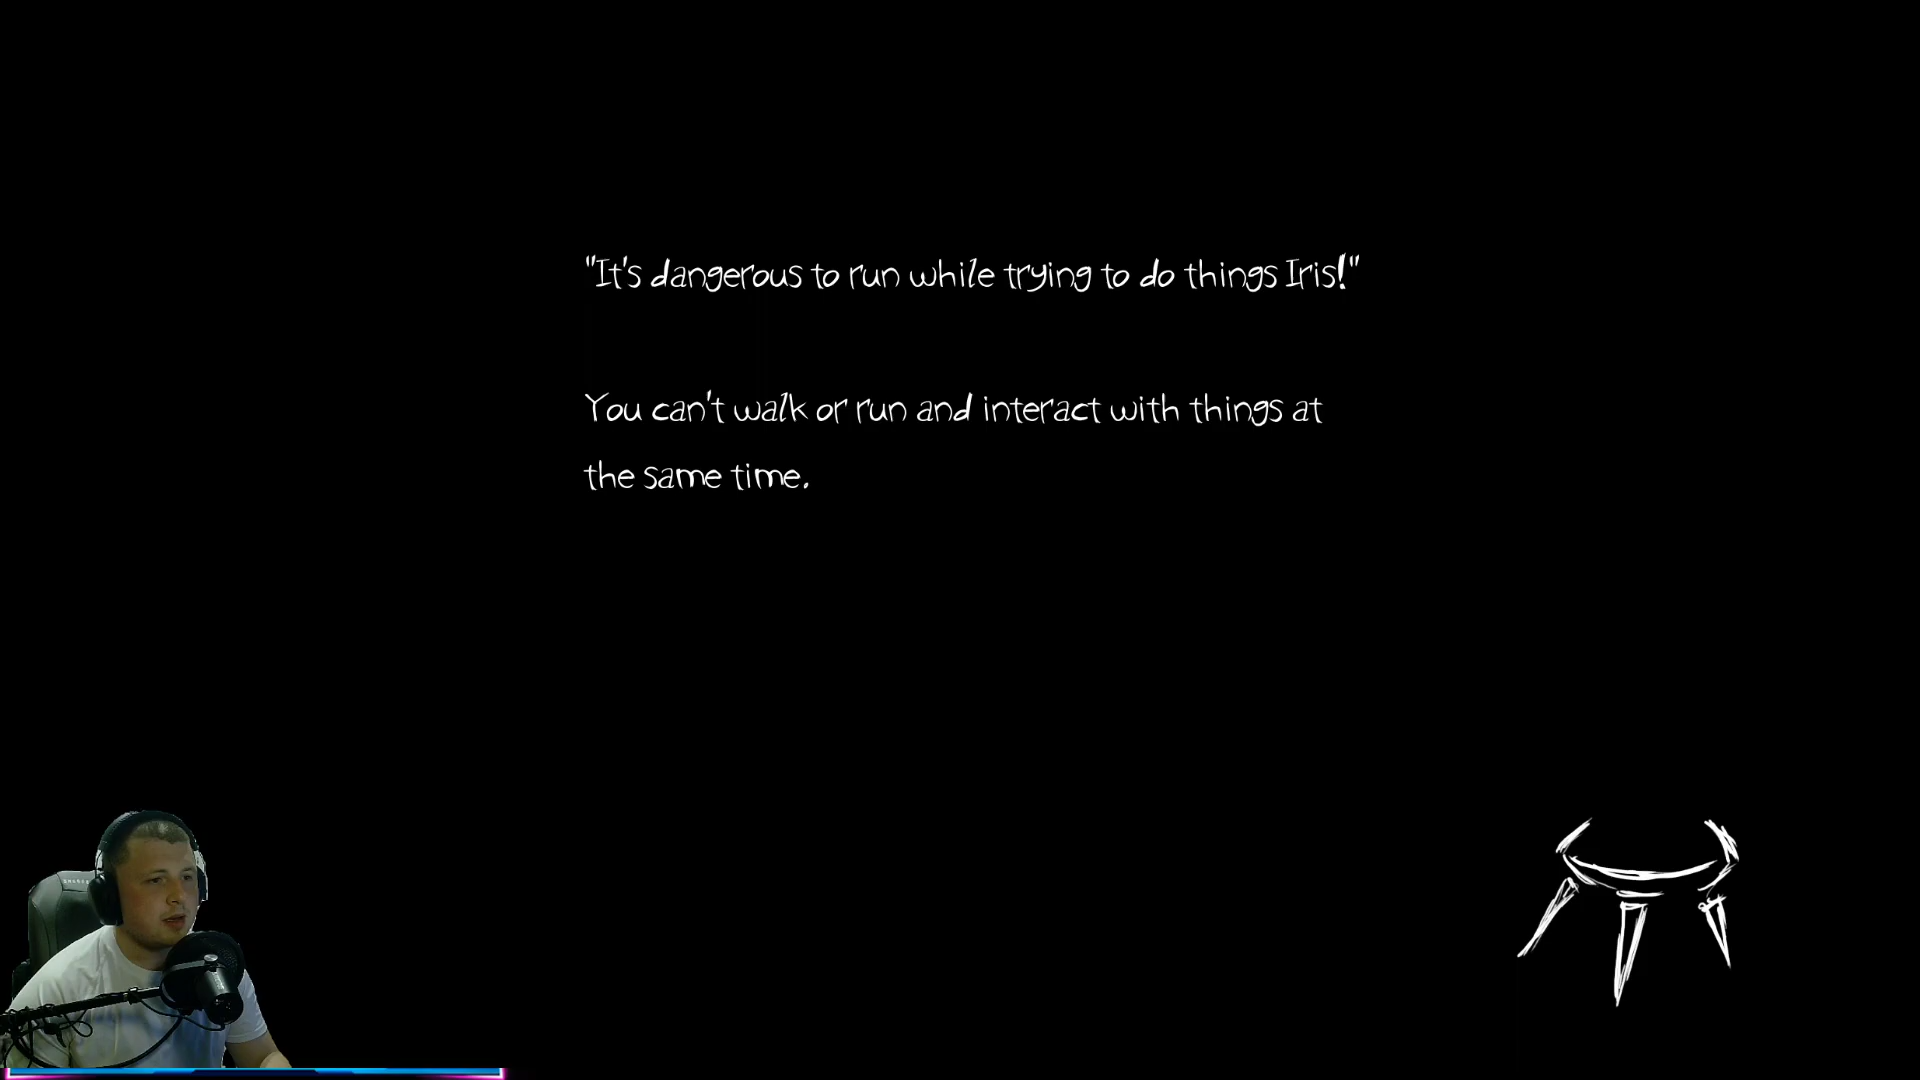 "It's dangerous to run while trying to do things Iris!"
You can't walk or run and interact with things at
the same time.